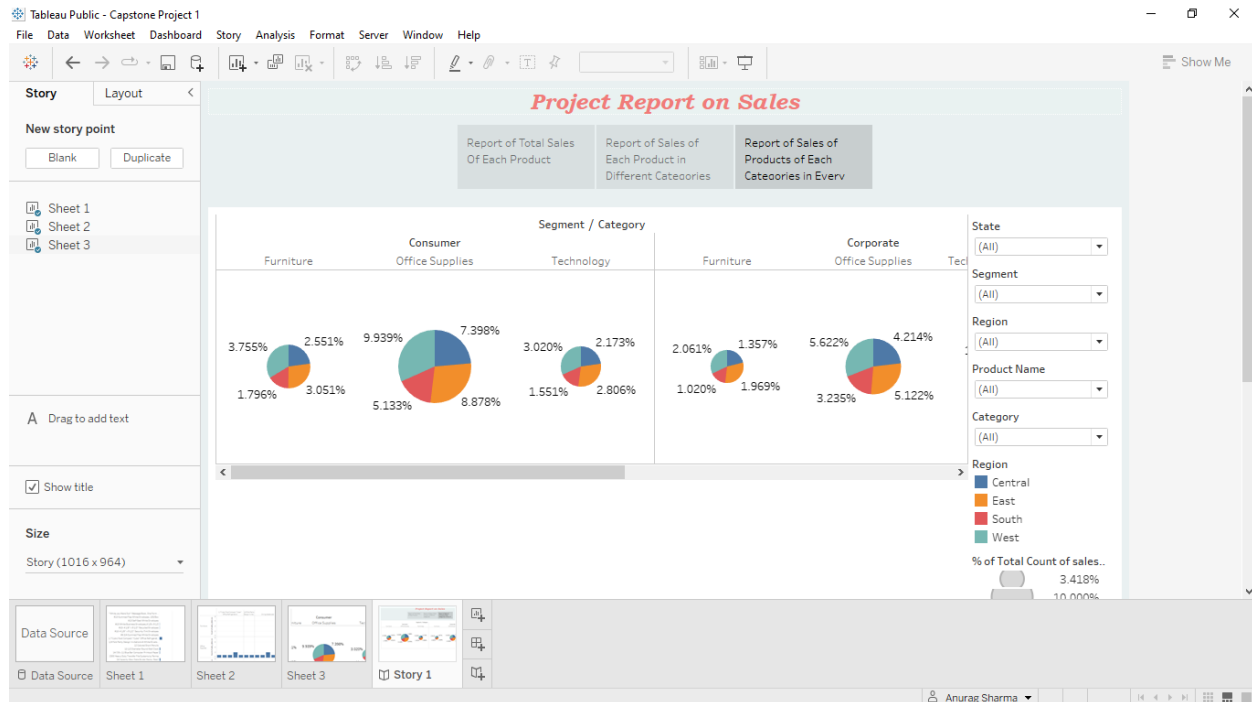 Tableau Public - Capstone Project 1
File Data Worksheet Dashboard Story Analysis Format Server Window Help
Show Me
Story Layout
New story point
Blank Duplicate
Sheet 1
Sheet 2
Sheet 3
A Drag to add text
Show title
Size
Story (1016 x 964)
Project Report on Sales
Report of Total Sales
Of Each Product
Report of Sales of
Each Product in
Different Categories
Report of Sales of
Products of Each
Categories in Every
Segment / Category
Consumer Corporate
Furniture Office Supplies Technology Furniture Office Supplies Tecl
3.755% 2.551%
1.796% 3.051%
9.939% 7.398%
5.133% 8.878%
3.020% 2.173%
1.551% 2.806%
2.061% 1.357%
1.020% 1.969%
5.622% 4.214%
3.235% 5.122%
State
(All)
Segment
(All)
Region
(All)
Product Name
(All)
Category
(All)
Region
Central
East
South
West
% of Total Count of sales..
3.418%
10.000%
Data Source
Data Source Sheet 1 Sheet 2 Sheet 3 Story 1
Anurag Sharma